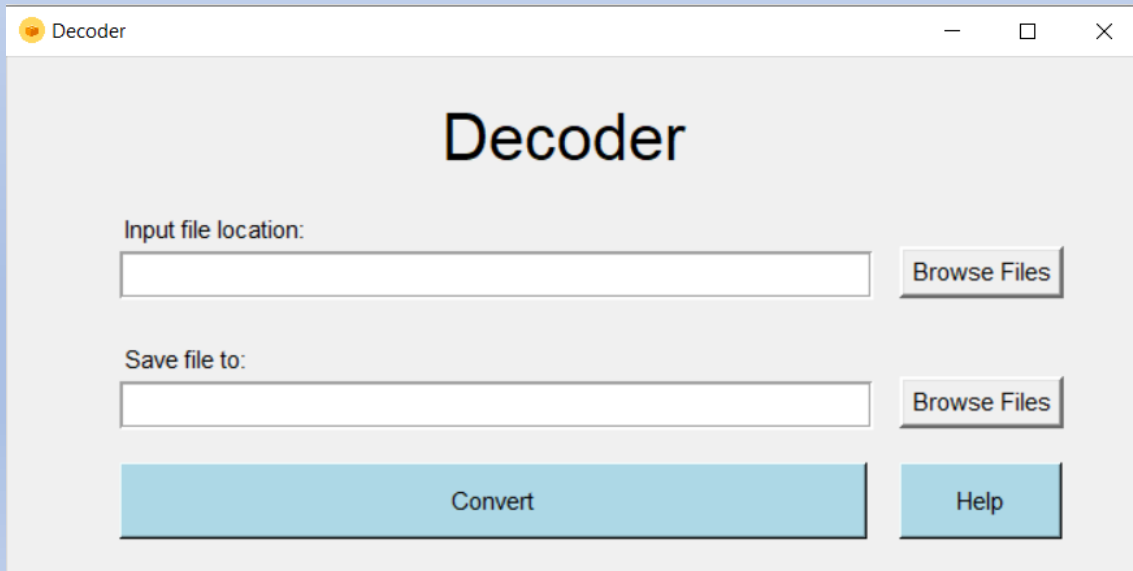 Decoder
Decoder
Input file location:
Browse Files
Save file to:
Browse Files
Convert
Help